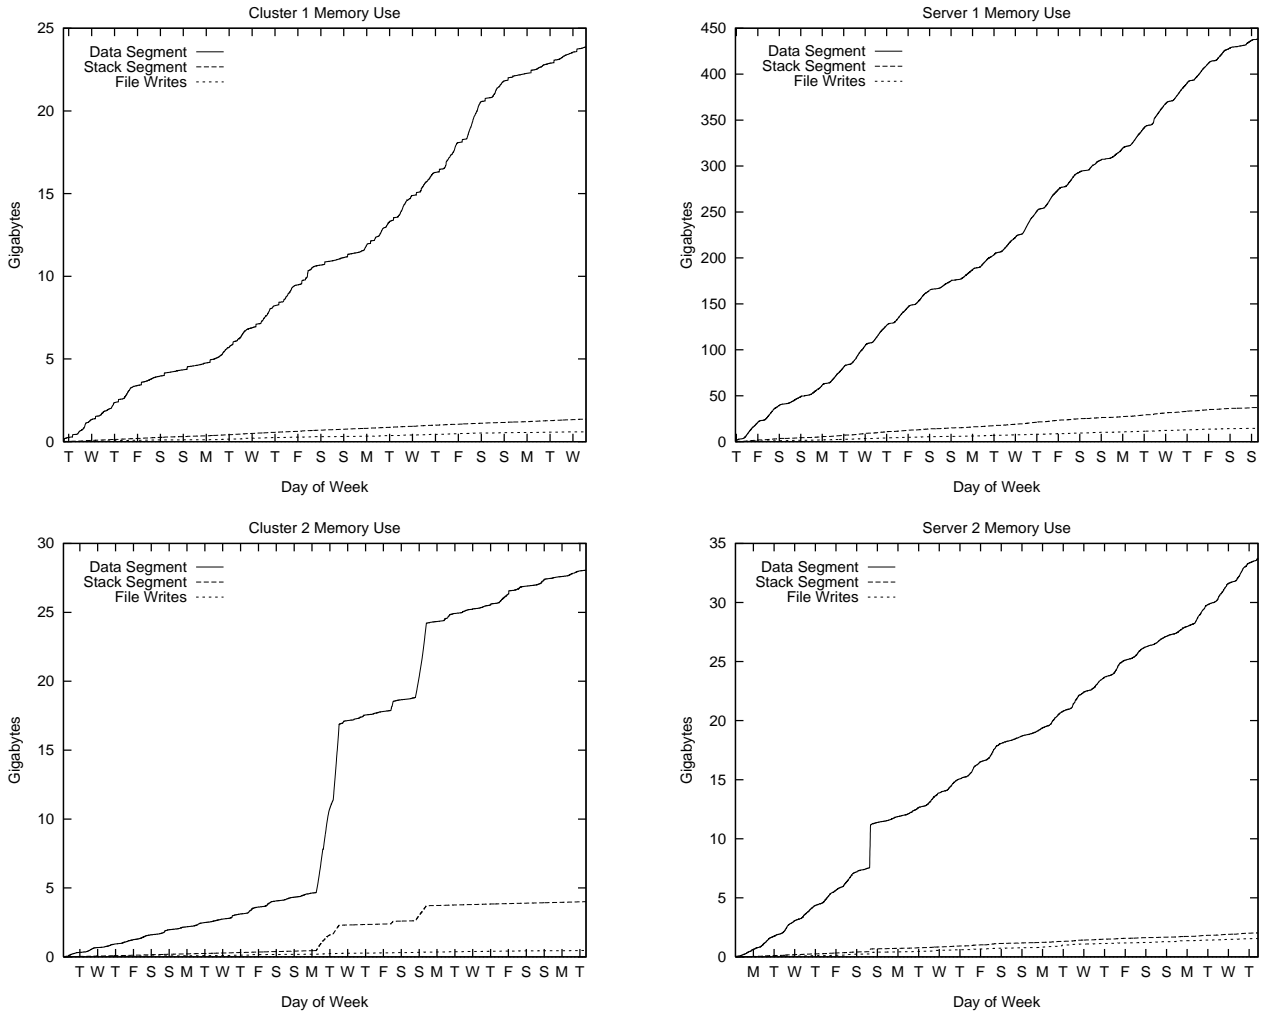 Cluster 1 Memory Use
25
20
15
10
5
0
Gigabytes
Data Segment
Stack Segment
File Writes
T W T F S S M T W T F S S M T W T F S S M T W
Day of Week
Server 1 Memory Use
450
400
350
300
250
200
150
100
50
0
Gigabytes
Data Segment
Stack Segment
File Writes
T F S S M T W T F S S M T W T F S S M T W T F S S
Day of Week
Cluster 2 Memory Use
30
25
20
15
10
5
0
Gigabytes
Data Segment
Stack Segment
File Writes
T W T F S S M T W T F S S M T W T F S S M T W T F S S M T
Day of Week
Server 2 Memory Use
35
30
25
20
15
10
5
0
Gigabytes
Data Segment
Stack Segment
File Writes
M T W T F S S M T W T F S S M T W T F S S M T W T
Day of Week